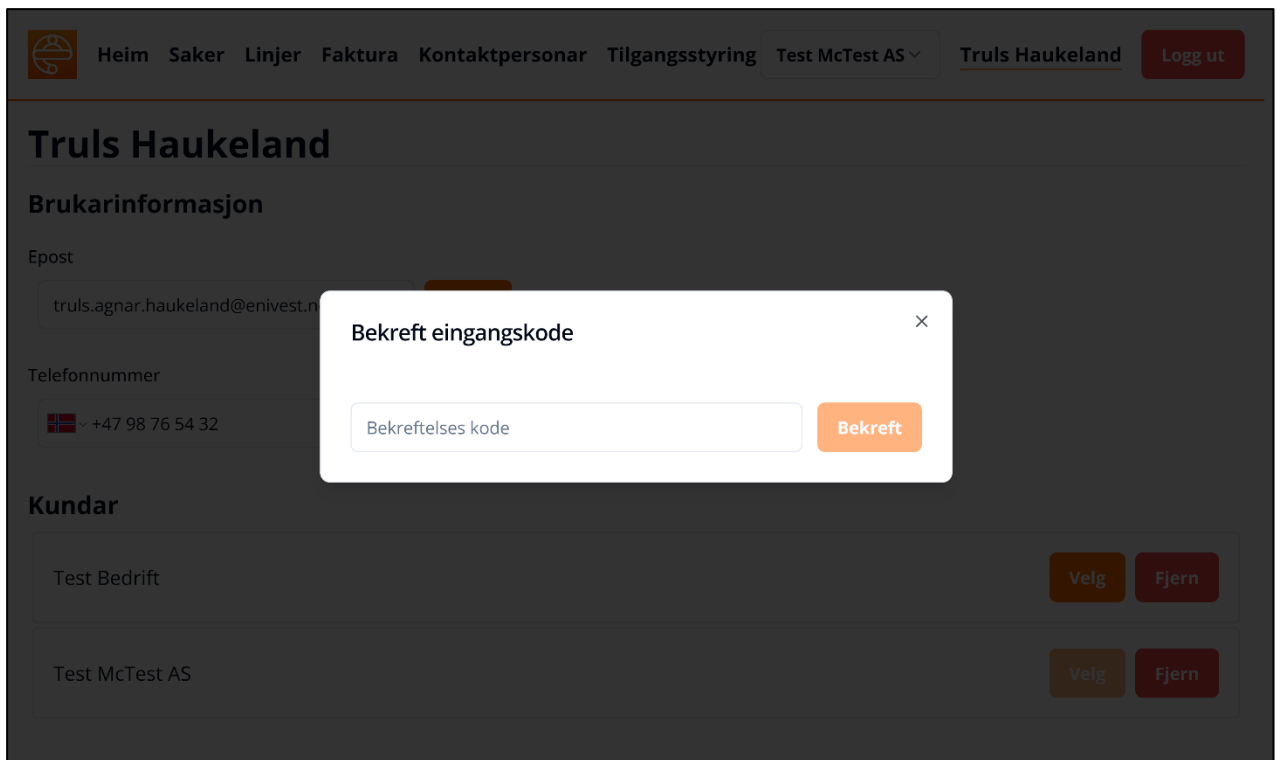 Heim Saker Linjer Faktura Kontaktpersonar Tilgangsstyring Test McTest AS Truls Haukeland Logg ut
Truls Haukeland
Brukarinformasjon
Epost
truls.agnar.haukeland@enivest.n
Bekreft eingangskode
Telefonnummer
+47 98 76 54 32
Bekreftelses kode Bekreft
Kundar
Test Bedrift Velg Fjern
Test McTest AS Velg Fjern